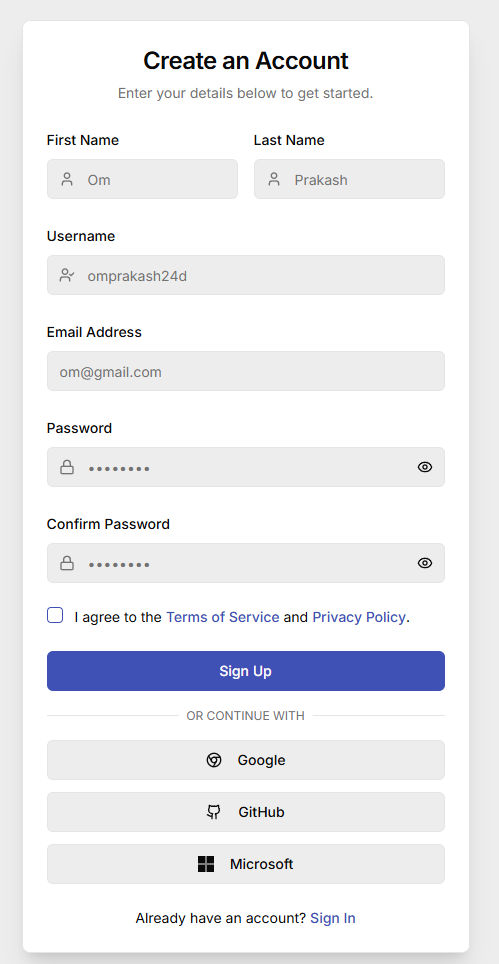 Create an Account
Enter your details below to get started.
First Name
Last Name
Om
Prakash
Username
omprakash24d
Email Address
om@gmail.com
Password
••••••••
Confirm Password
••••••••
I agree to the Terms of Service and Privacy Policy.
Sign Up
OR CONTINUE WITH
Google
GitHub
Microsoft
Already have an account? Sign In